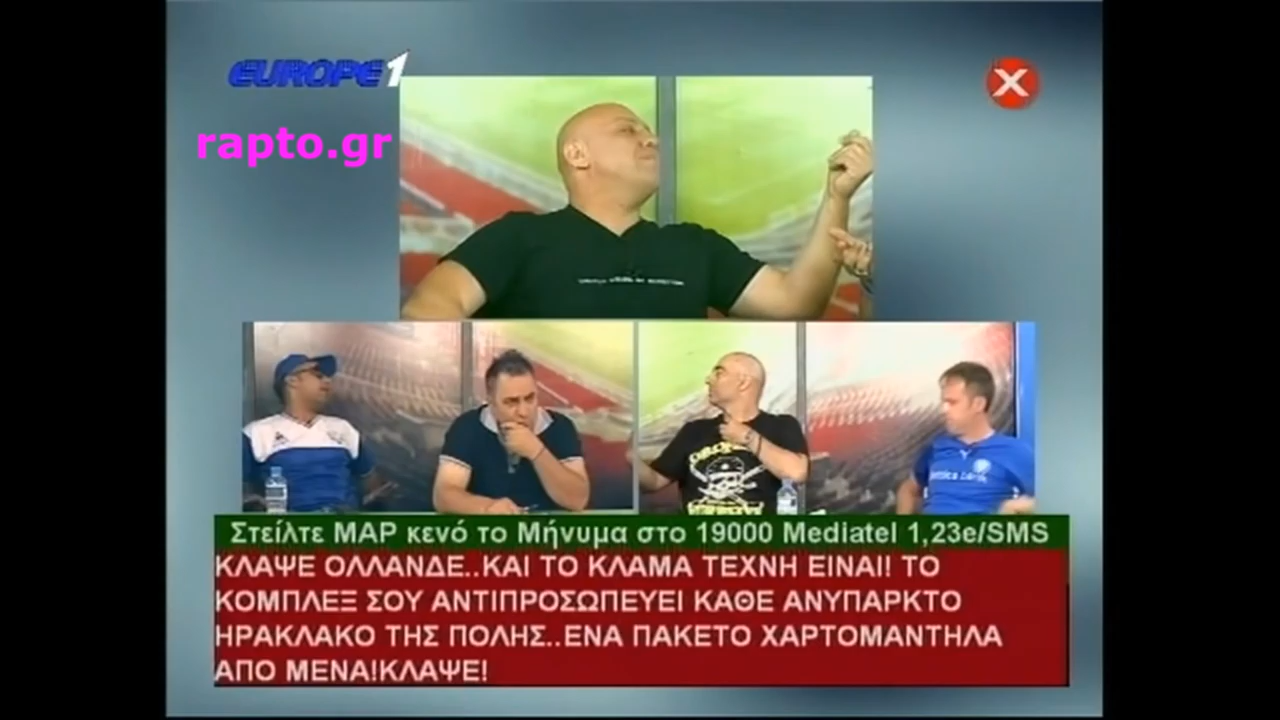 EUROPE1
X
rapto.gr
Στείλτε ΜΑΡ κενό το Μήνυμα στο 19000 Mediatel 1,23e/SMS
ΚΛΑΨΕ ΟΛΛΑΝΔΕ..ΚΑΙ ΤΟ ΚΛΑΜΑ ΤΕΧΝΗ ΕΙΝΑΙ! ΤΟ
ΚΟΜΠΛΕΞ ΣΟΥ ΑΝΤΙΠΡΟΣΩΠΕΥΕΙ ΚΑΘΕ ΑΝΥΠΑΡΚΤΟ
ΗΡΑΚΛΑΚΟ ΤΗΣ ΠΟΛΗΣ..ΕΝΑ ΠΑΚΕΤΟ ΧΑΡΤΟΜΑΝΤΗΛΑ
ΑΠΟ ΜΕΝΑ!ΚΛΑΨΕ!